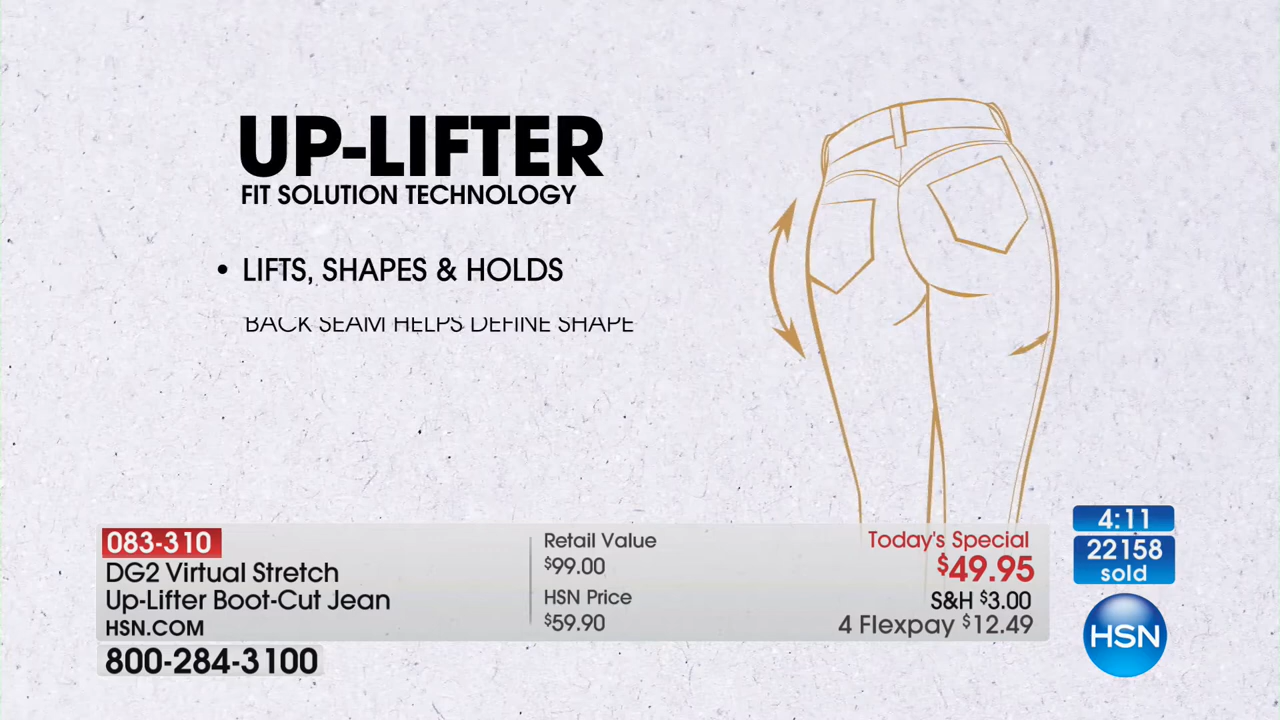 UP-LIFTER
FIT SOLUTION TECHNOLOGY
• LIFTS, SHAPES & HOLDS
BACK SEAM HELPS DEFINE SHAPE
083-310
DG2 Virtual Stretch
Up-Lifter Boot-Cut Jean
HSN.COM
800-284-3100
Retail Value
$99.00
HSN Price
$59.90
Today's Special
$49.95
S&H $3.00
4 Flexpay $12.49
4:11
22158
sold
HSN